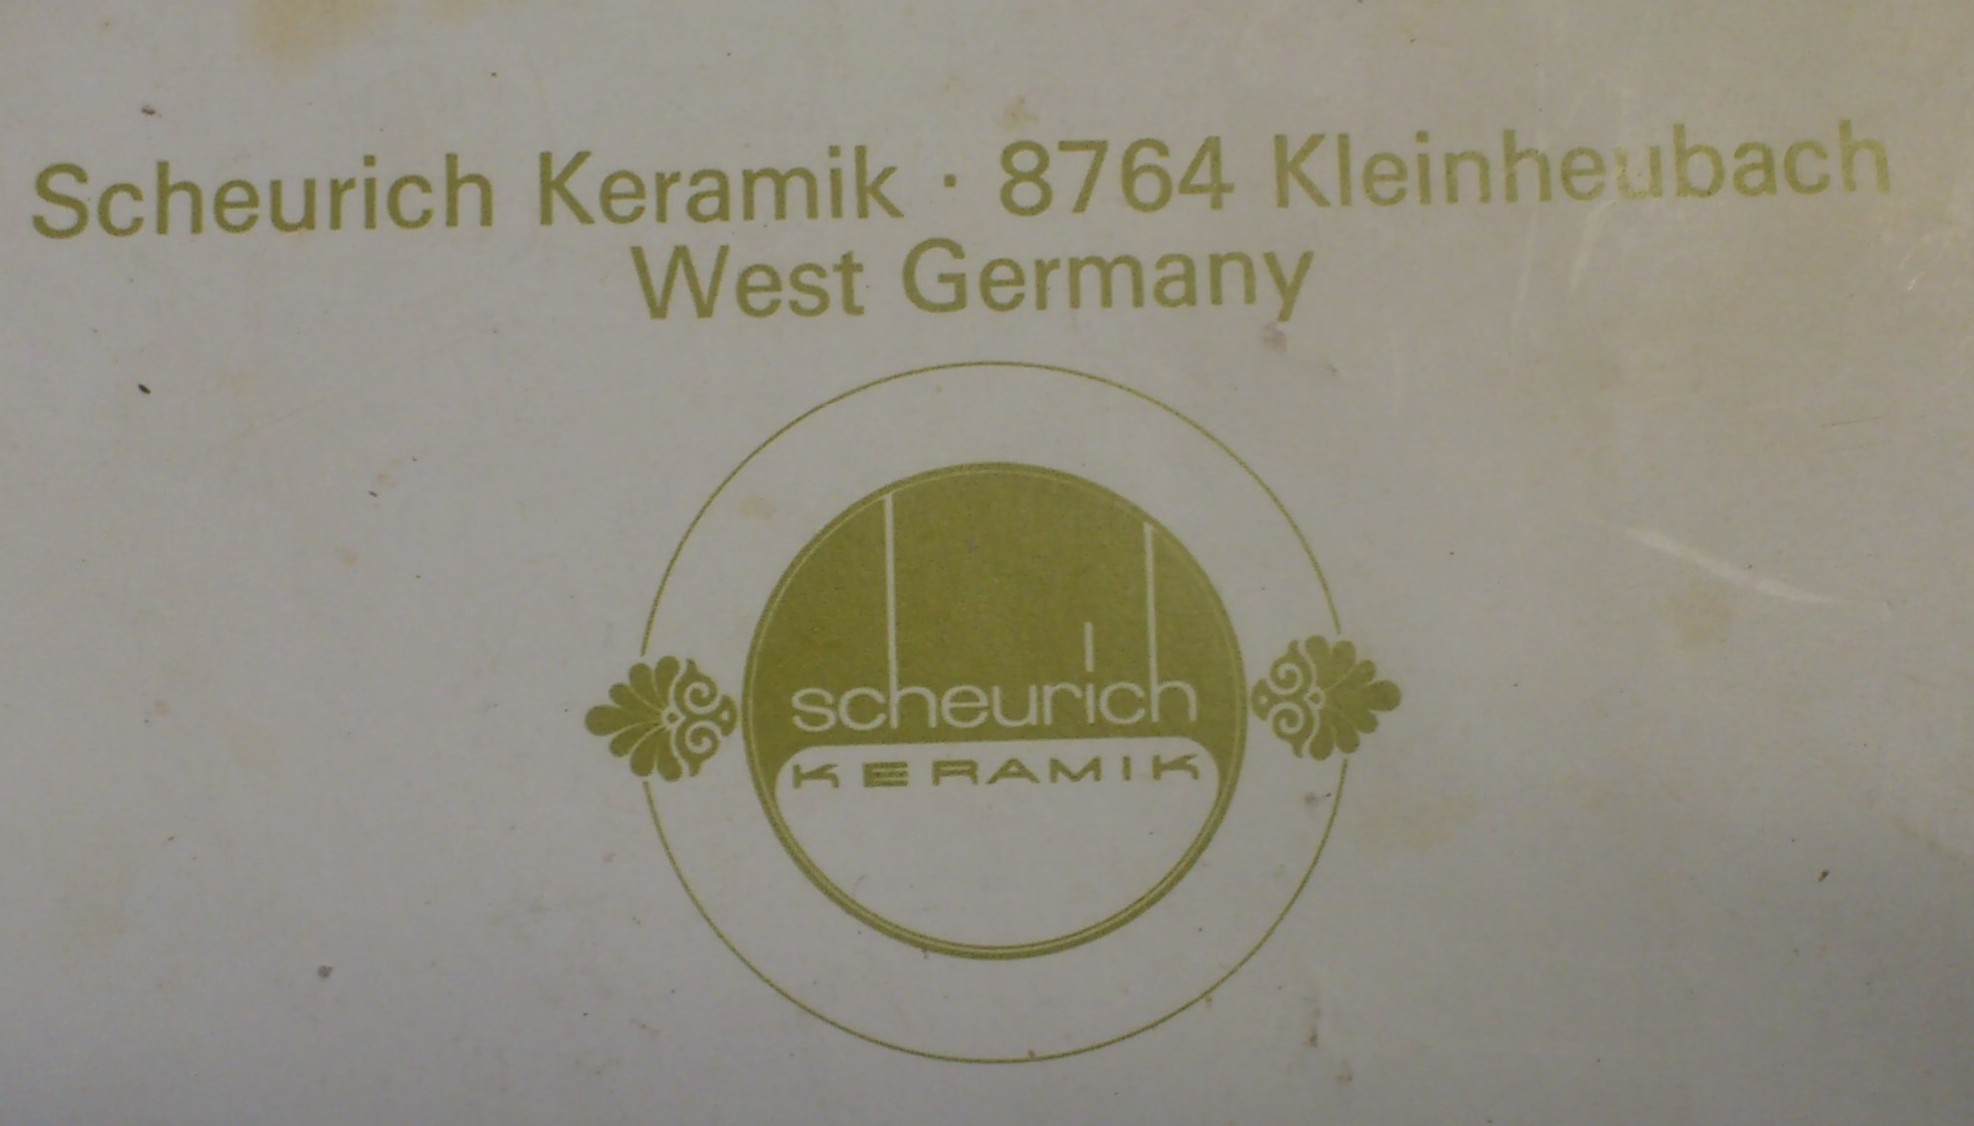 Scheurich Keramik · 8764 Kleinheubach
West Germany
scheurich
KERAMIK